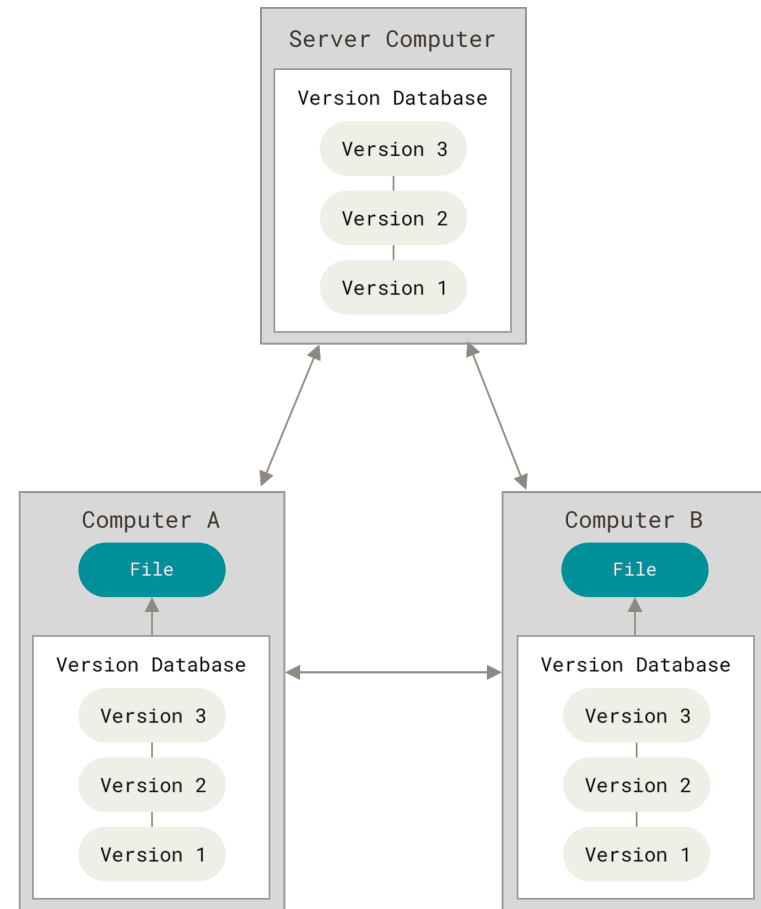 Server Computer
Version Database
Version 3
Version 2
Version 1
Computer A
File
Version Database
Version 3
Version 2
Version 1
Computer B
File
Version Database
Version 3
Version 2
Version 1